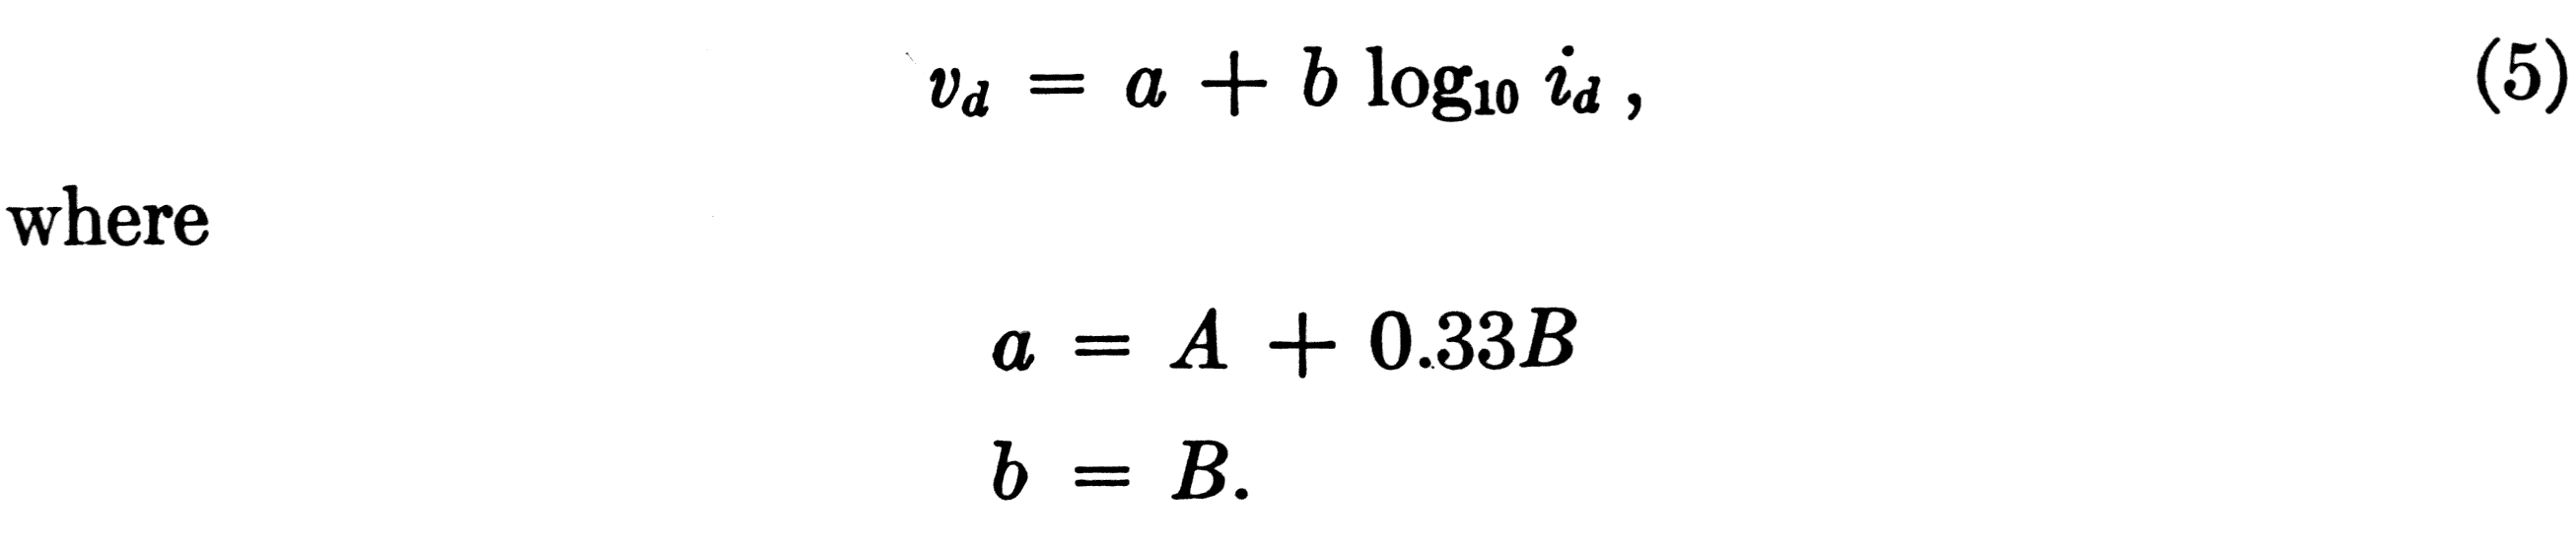 v_d = a + b log₁₀ i_d , (5)
where
a = A + 0.33B
b = B.